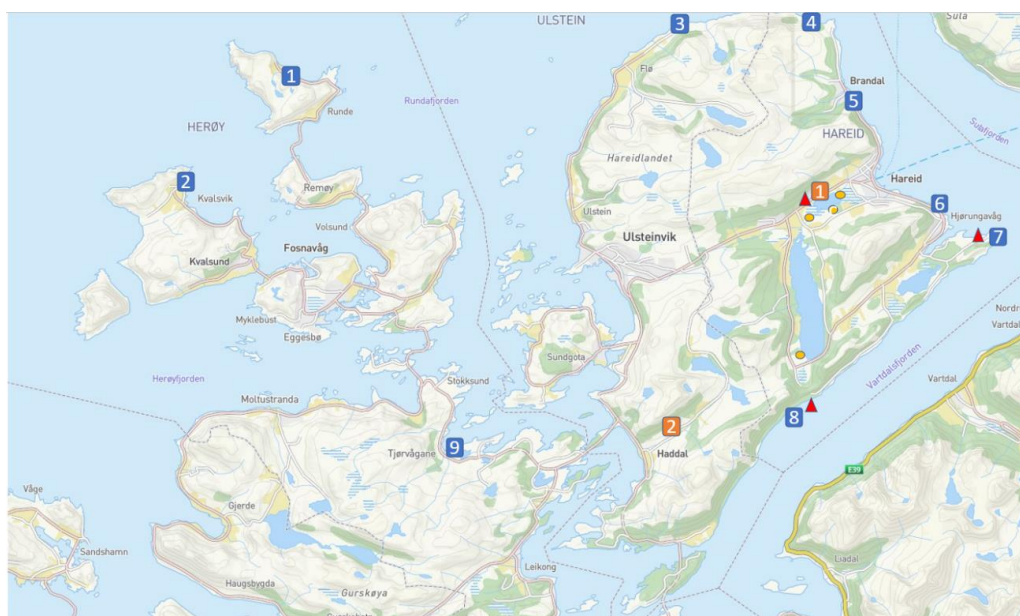 ULSTEIN
3
4
Sula
1
Flø
Brandal
5
Runde
Rundafjorden
HERØY
HAREID
Sulafjorden
Hareidlandet
2
Kvalsvik
Remøy
Hareid
1
6
Volsund
Ulstein
Hjørungavåg
Fosnavåg
Ulsteinvik
7
Kvalsund
Myklebust
Eggesbø
Nordre
Vartdal
Sundgota
Vartdalsfjorden
Herøyfjorden
Stokksund
Vartdal
Moltustranda
8
2
9
Tjørvågane
Haddal
E39
Våge
Gjerde
Sandshamn
Liadal
Leikong
Haugsbygda
Gurskøya